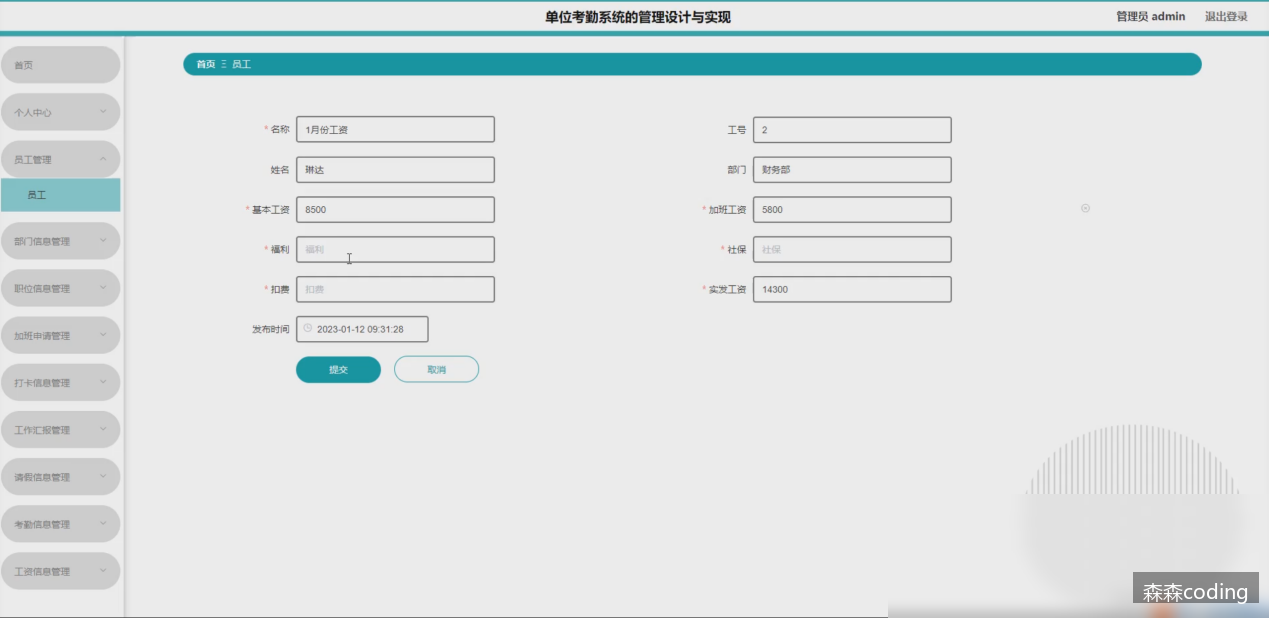 单位考勤系统的管理设计与实现
管理员 admin 退出登录
首页
个人中心
员工管理
员工
部门信息管理
职位信息管理
加班申请管理
打卡信息管理
工作汇报管理
请假信息管理
考勤信息管理
工资信息管理
首页 Ξ 员工
* 名称 1月份工资 工号 2
姓名 琳达 部门 财务部
* 基本工资 8500 * 加班工资 5800
* 福利 福利 * 社保 社保
* 扣费 扣费 * 实发工资 14300
发布时间 2023-01-12 09:31:28
提交 取消
森森coding